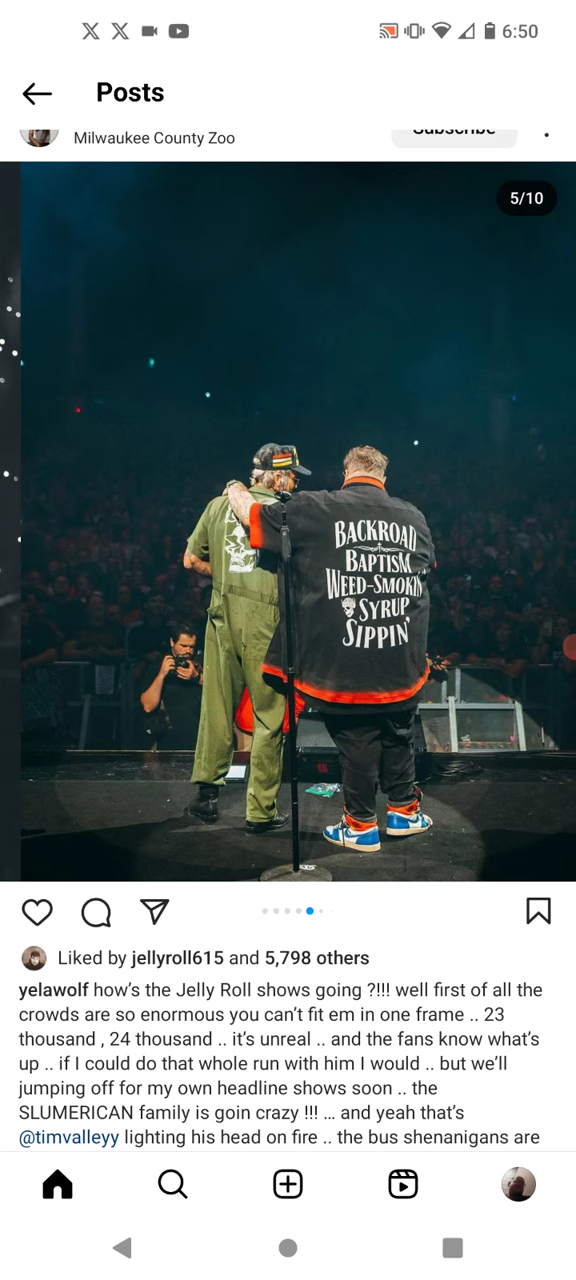 6:50
Posts
Milwaukee County Zoo
Subscribe
5/10
BACKROAD
BAPTISM
WEED-SMOKIN'
SYRUP
SIPPIN'
Liked by jellyroll615 and 5,798 others
yelawolf how’s the Jelly Roll shows going ?!!! well first of all the
crowds are so enormous you can’t fit em in one frame .. 23
thousand , 24 thousand .. it’s unreal .. and the fans know what’s
up .. if I could do that whole run with him I would .. but we’ll
jumping off for my own headline shows soon .. the
SLUMERICAN family is goin crazy !!! … and yeah that’s
@timvalleyy lighting his head on fire .. the bus shenanigans are